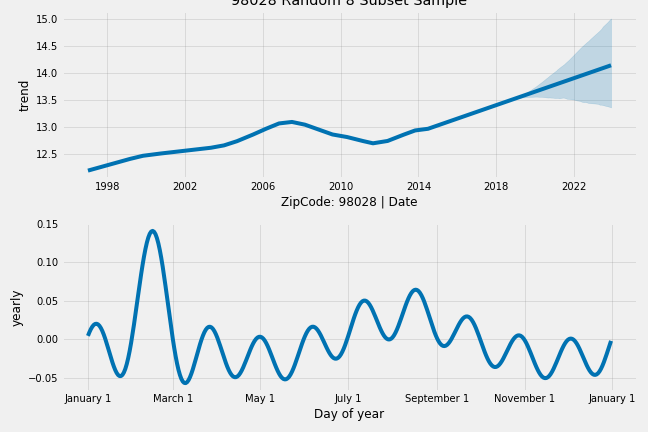 98028 Random 8 Subset Sample
15.0
14.5
14.0
13.5
13.0
12.5
trend
1998 2002 2006 2010 2014 2018 2022
ZipCode: 98028 | Date
0.15
0.10
0.05
0.00
−0.05
yearly
January 1 March 1 May 1 July 1 September 1 November 1 January 1
Day of year